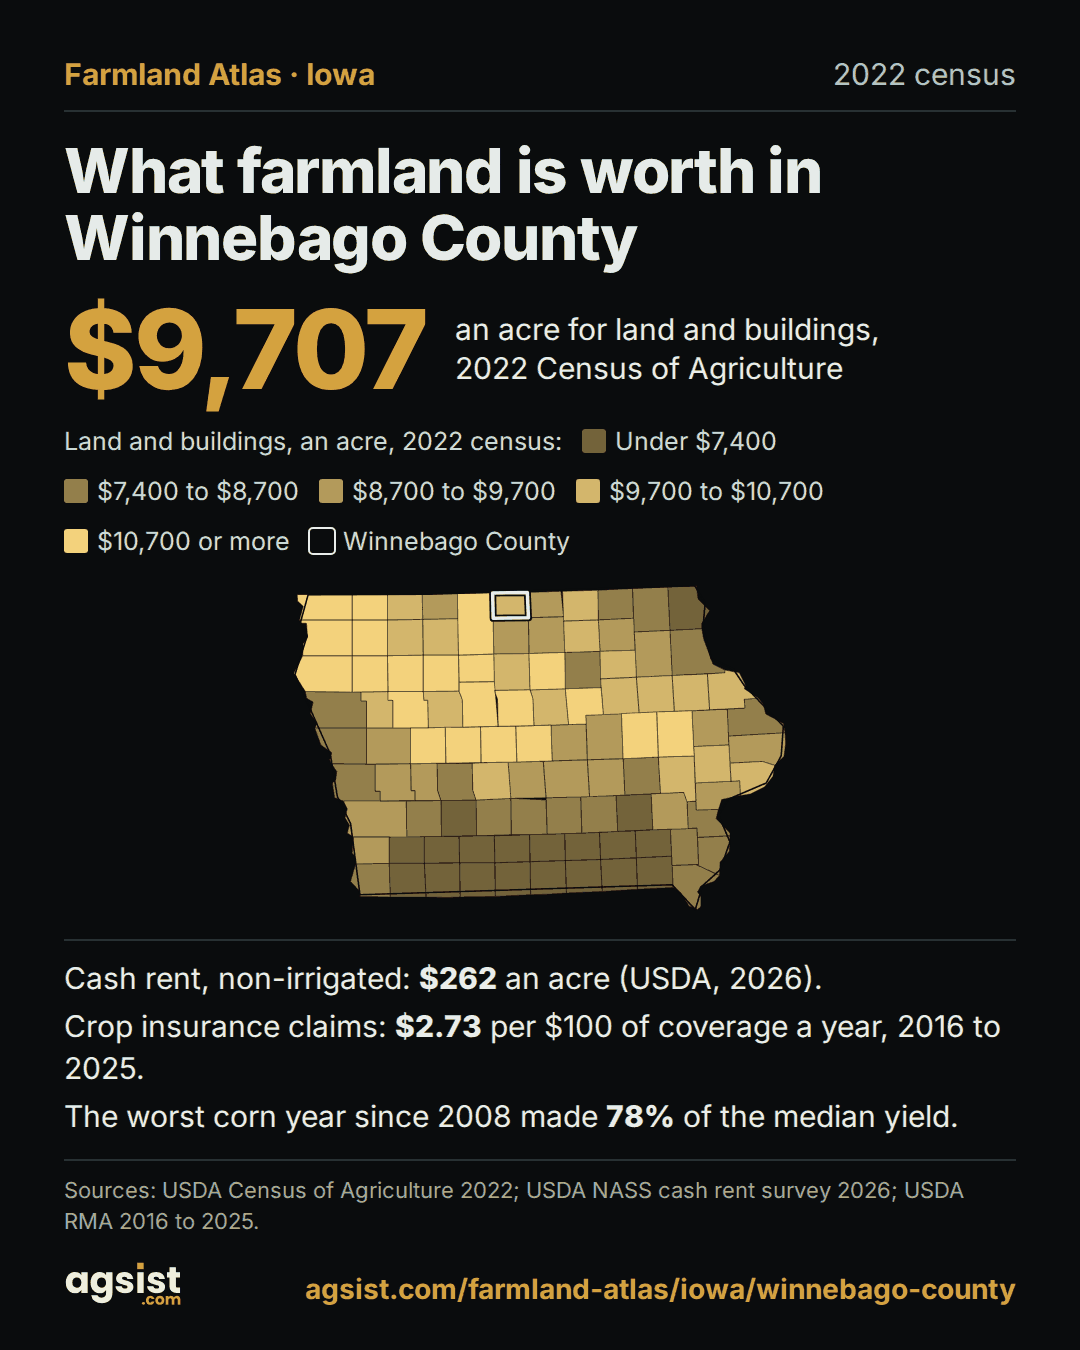 Farmland Atlas · Iowa
2022 census
What farmland is worth in
Winnebago County
$9,707
an acre for land and buildings,
2022 Census of Agriculture
Land and buildings, an acre, 2022 census: Under $7,400
$7,400 to $8,700 $8,700 to $9,700 $9,700 to $10,700
$10,700 or more Winnebago County
Cash rent, non-irrigated: $262 an acre (USDA, 2026).
Crop insurance claims: $2.73 per $100 of coverage a year, 2016 to
2025.
The worst corn year since 2008 made 78% of the median yield.
Sources: USDA Census of Agriculture 2022; USDA NASS cash rent survey 2026; USDA
RMA 2016 to 2025.
agsist
.com
agsist.com/farmland-atlas/iowa/winnebago-county